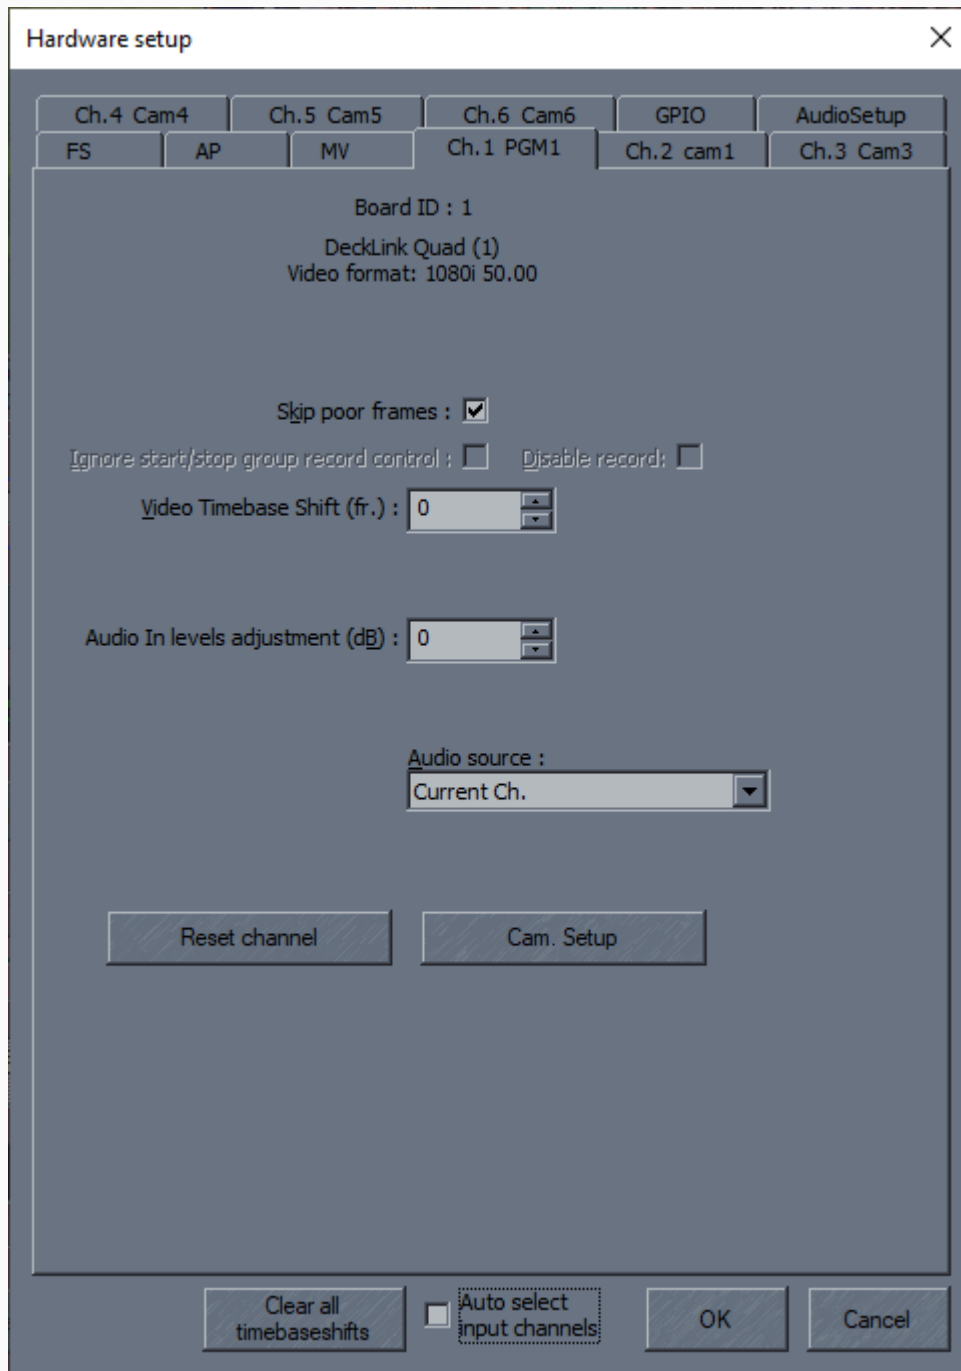 Hardware setup
Ch.4 Cam4 Ch.5 Cam5 Ch.6 Cam6 GPIO AudioSetup
FS AP MV Ch.1 PGM1 Ch.2 cam1 Ch.3 Cam3
Board ID : 1
DeckLink Quad (1)
Video format: 1080i 50.00
Skip poor frames :
Ignore start/stop group record control : Disable record:
Video Timebase Shift (fr.) : 0
Audio In levels adjustment (dB) : 0
Audio source :
Current Ch.
Reset channel Cam. Setup
Clear all
timebaseshifts
Auto select
input channels
OK Cancel